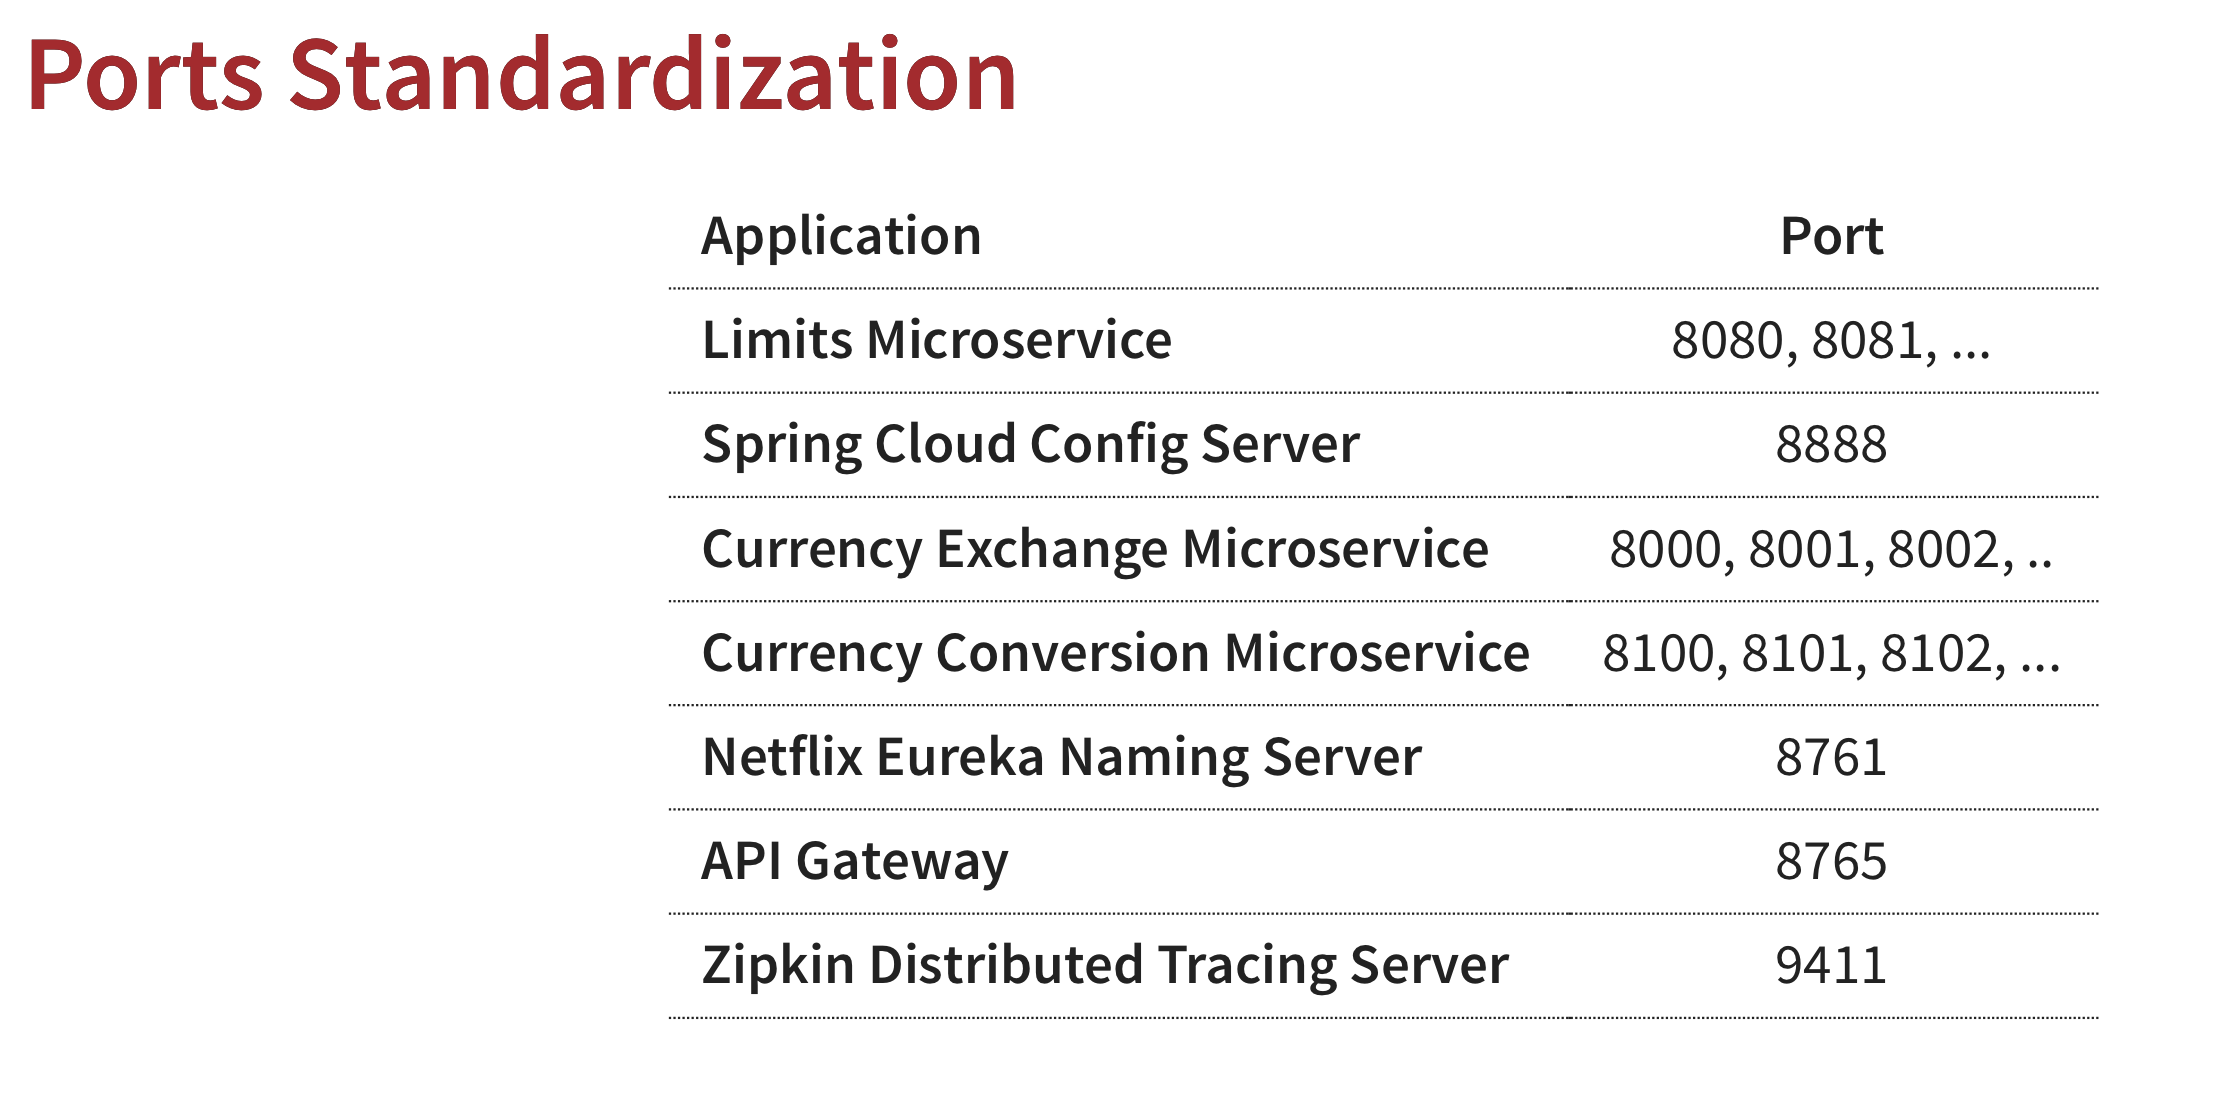 Ports Standardization
Application Port
Limits Microservice 8080, 8081, ...
Spring Cloud Config Server 8888
Currency Exchange Microservice 8000, 8001, 8002, ..
Currency Conversion Microservice 8100, 8101, 8102, ...
Netflix Eureka Naming Server 8761
API Gateway 8765
Zipkin Distributed Tracing Server 9411